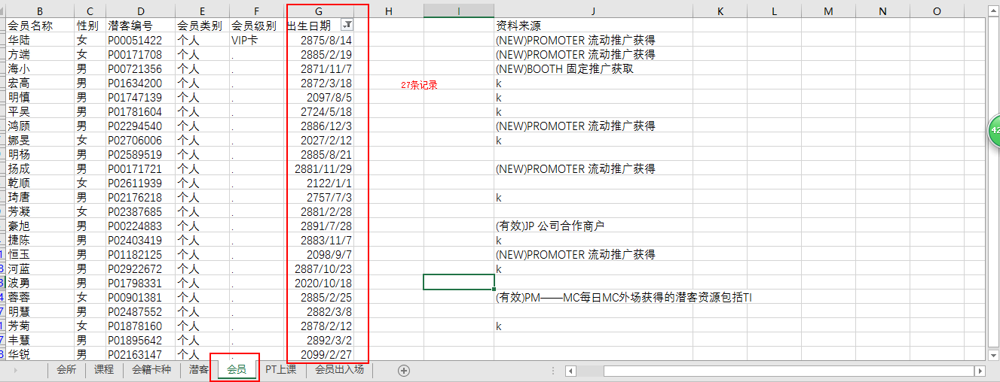 B C D E F G H I J K L M N O
会员名称 性别 潜客编号 会员类别 会员级别 出生日期 资料来源
华陆 女 P00051422 个人 VIP卡 2875/8/14 (NEW)PROMOTER 流动推广获得
方端 女 P00171708 个人 . 2885/2/19 (NEW)PROMOTER 流动推广获得
海小 男 P00721356 个人 . 2871/11/7 (NEW)BOOTH 固定推广获取
宏高 男 P01634200 个人 . 2872/3/18 27条记录 k
明慎 男 P01747139 个人 . 2097/8/5 k
平吴 男 P01781604 个人 . 2724/5/18 k
鸿顾 男 P02294540 个人 . 2886/12/3 (NEW)PROMOTER 流动推广获得
娜旻 女 P02706006 个人 . 2027/2/12 k
明杨 男 P02589519 个人 . 2885/8/21
扬成 男 P00171721 个人 . 2881/11/29 (NEW)PROMOTER 流动推广获得
乾顺 女 P02611939 个人 . 2122/1/1
琦唐 男 P02176218 个人 . 2757/7/3 k
芳凝 女 P02387685 个人 . 2881/2/28
豪旭 男 P00224883 个人 . 2891/7/28 (有效)JP 公司合作商户
捷陈 男 P02403419 个人 . 2883/11/7 k
恒玉 男 P01182125 个人 . 2098/9/7 (NEW)PROMOTER 流动推广获得
河蓝 男 P02922672 个人 . 2887/10/23 k
波勇 男 P01798331 个人 . 2020/10/18
蓉蓉 女 P00901381 个人 . 2885/2/25 (有效)PM——MC每日MC外场获得的潜客资源包括TI
明慧 男 P02487552 个人 . 2882/3/8
芳菊 女 P01878160 个人 . 2878/2/12 k
丰慧 男 P01895642 个人 . 2892/3/2
华锐 男 P02163147 个人 . 2099/2/27
会所 课程 会籍卡种 潜客 会员 PT上课 会员出入场